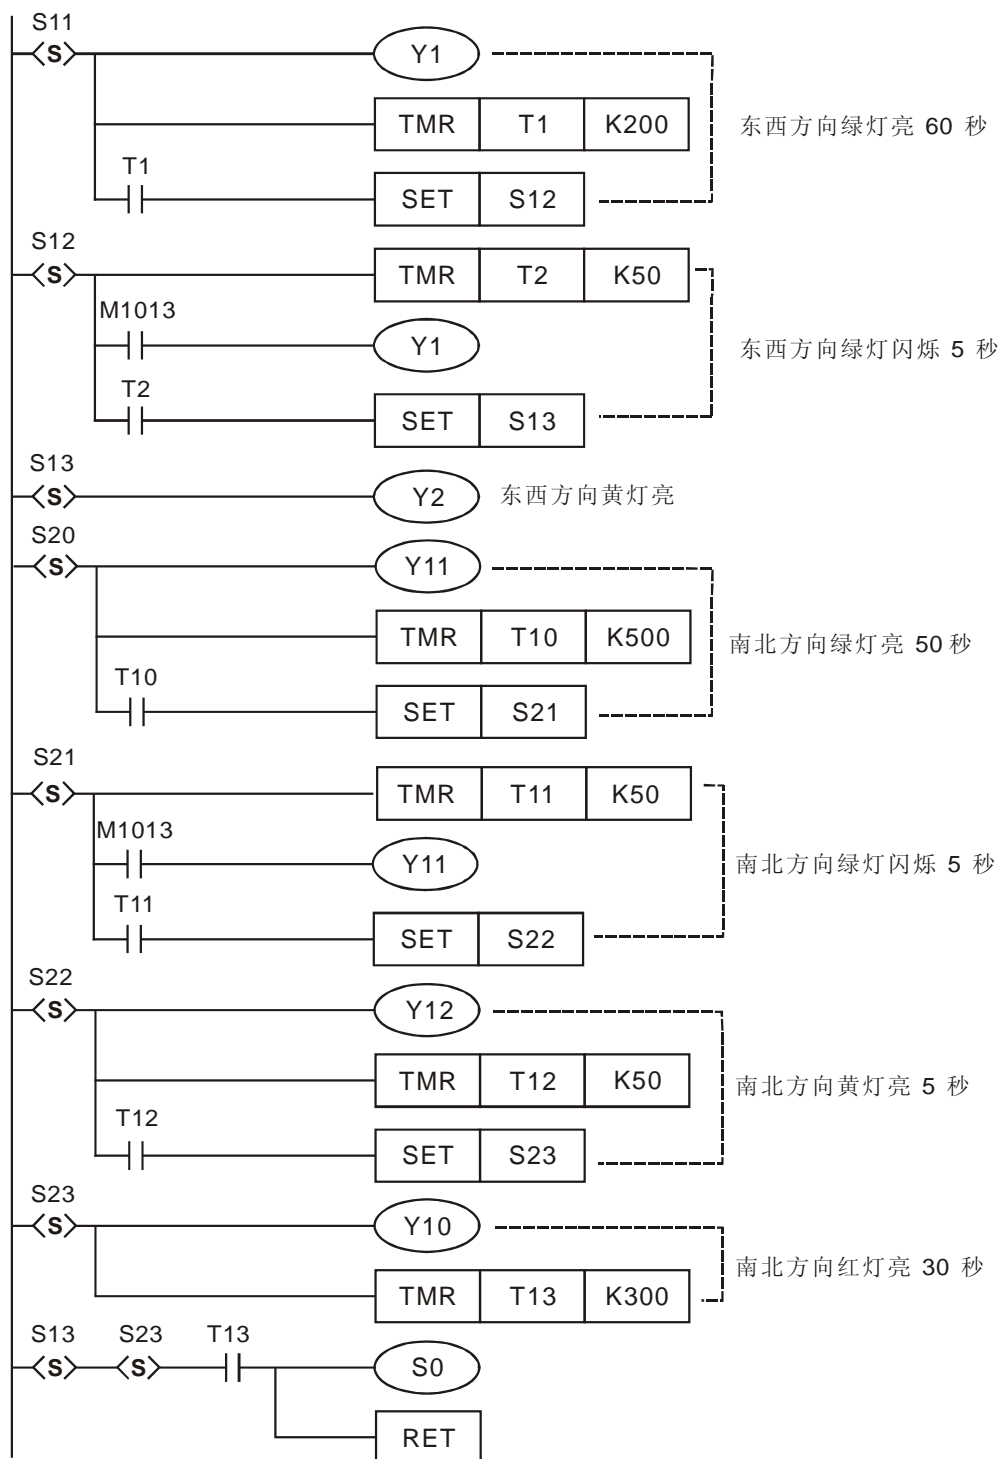 S11
S
Y1
TMR T1 K200
东西方向绿灯亮 60 秒
T1
SET S12
S12
S
TMR T2 K50
M1013
Y1
东西方向绿灯闪烁 5 秒
T2
SET S13
S13
S
Y2
东西方向黄灯亮
S20
S
Y11
TMR T10 K500
南北方向绿灯亮 50 秒
T10
SET S21
S21
S
TMR T11 K50
M1013
Y11
南北方向绿灯闪烁 5 秒
T11
SET S22
S22
S
Y12
TMR T12 K50
南北方向黄灯亮 5 秒
T12
SET S23
S23
S
Y10
南北方向红灯亮 30 秒
TMR T13 K300
S13 S23 T13
S S
S0
RET